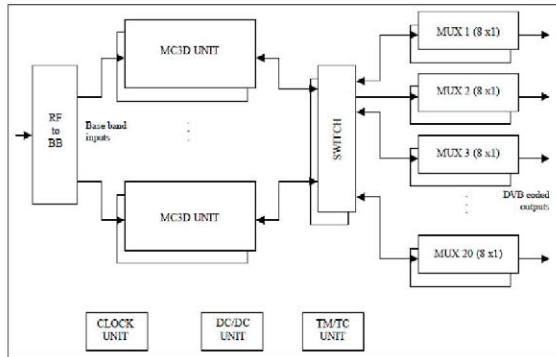 MC3D UNIT
MUX 1 (8 x1)
RF
to
BB
Base band
inputs
SWITCH
MUX 2 (8 x1)
MUX 3 (8 x1)
DVB coded
outputs
MC3D UNIT
MUX 20 (8 x1)
CLOCK
UNIT
DC/DC
UNIT
TM/TC
UNIT